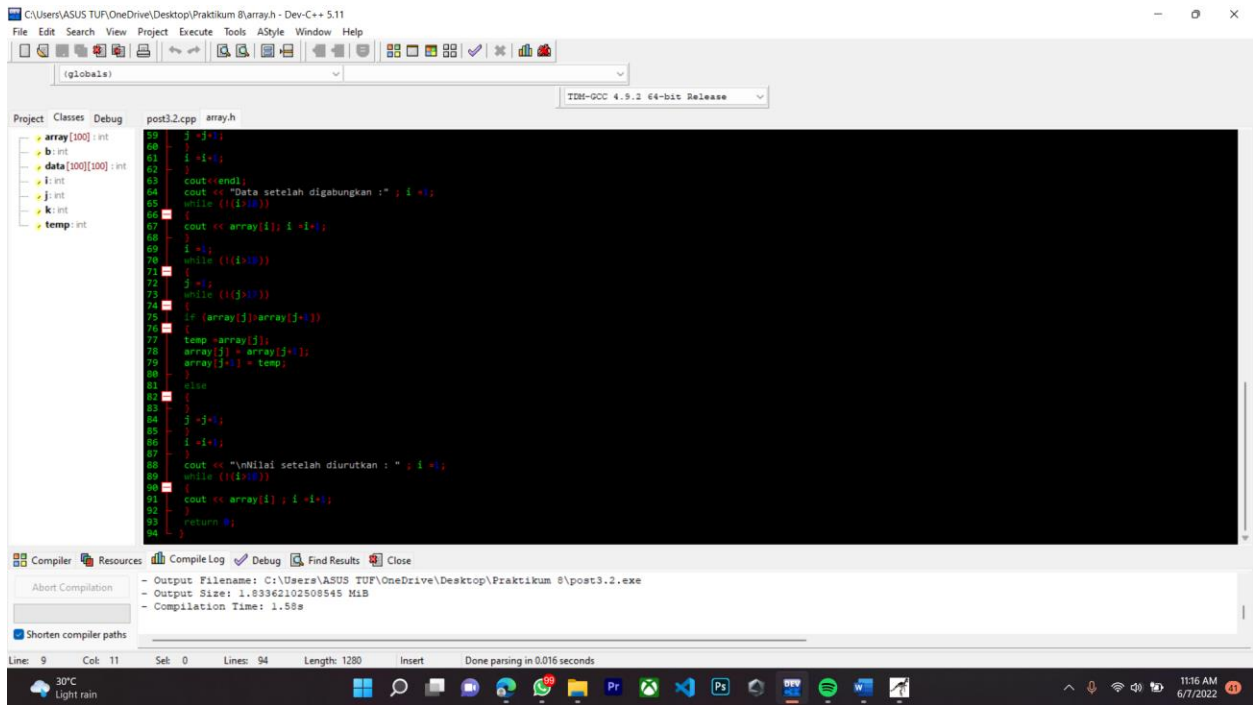 C:\Users\ASUS TUF\OneDrive\Desktop\Praktikum 8\array.h - Dev-C++ 5.11
File Edit Search View Project Execute Tools AStyle Window Help
(globals)
TDM-GCC 4.9.2 64-bit Release
Project Classes Debug
post3.2.cpp array.h
array [100] : int
b : int
data [100][100] : int
i : int
j : int
k : int
temp : int
59 j =j+1;
60 }
61 i =i+1;
62 }
63 cout<<endl;
64 cout << "Data setelah digabungkan :" ; i =1;
65 while (!(i>
66 {
67 cout << array[i]; i =i+1;
68 }
69 i =1;
70 while (!(i>
71 {
72 j =1;
73 while (!(j>
74 {
75 if (array[j]>array[j+1])
76 {
77 temp =array[j];
78 array[j] = array[j+1];
79 array[j+1] = temp;
80 }
81 else
82 {
83 }
84 j =j+1;
85 }
86 i =i+1;
87 }
88 cout << "\nNilai setelah diurutkan : " ; i =1;
89 while (!(i>
90 {
91 cout << array[i] ; i =i+1;
92 }
93 return 0;
94 }
Compiler Resources Compile Log Debug Find Results Close
Abort Compilation
- Output Filename: C:\Users\ASUS TUF\OneDrive\Desktop\Praktikum 8\post3.2.exe
- Output Size: 1.83362102508545 MiB
- Compilation Time: 1.58s
Shorten compiler paths
Line: 9 Col: 11 Sel: 0 Lines: 94 Length: 1280 Insert Done parsing in 0.016 seconds
30°C
Light rain
99
Pr
Ps
DEV
W
11:16 AM
6/7/2022
41